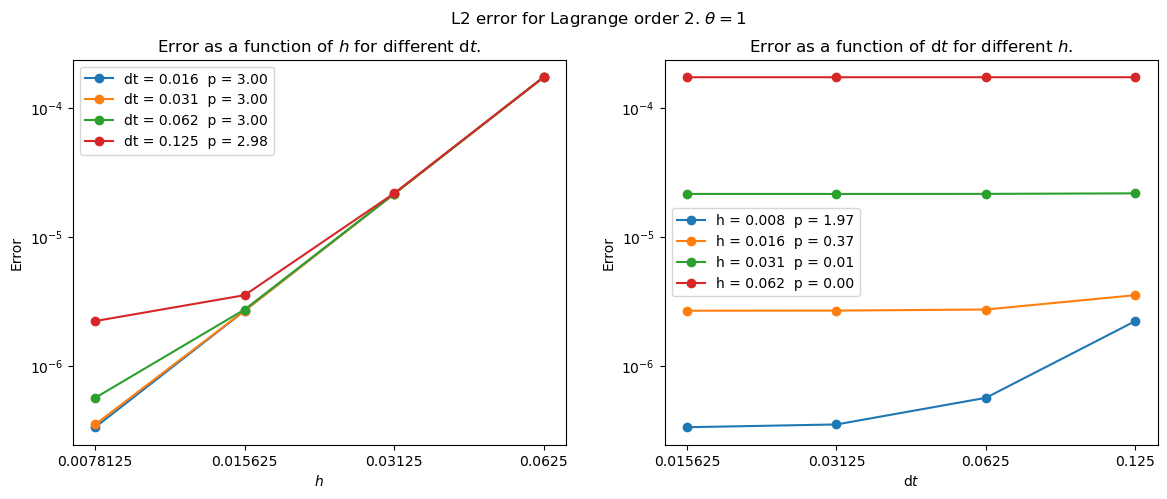 L2 error for Lagrange order 2. θ = 1
Error as a function of h for different dt.
dt = 0.016 p = 3.00
dt = 0.031 p = 3.00
dt = 0.062 p = 3.00
dt = 0.125 p = 2.98
10⁻⁴
10⁻⁵
10⁻⁶
Error
0.0078125
0.015625
0.03125
0.0625
h
Error as a function of dt for different h.
h = 0.008 p = 1.97
h = 0.016 p = 0.37
h = 0.031 p = 0.01
h = 0.062 p = 0.00
10⁻⁴
10⁻⁵
10⁻⁶
Error
0.015625
0.03125
0.0625
0.125
dt